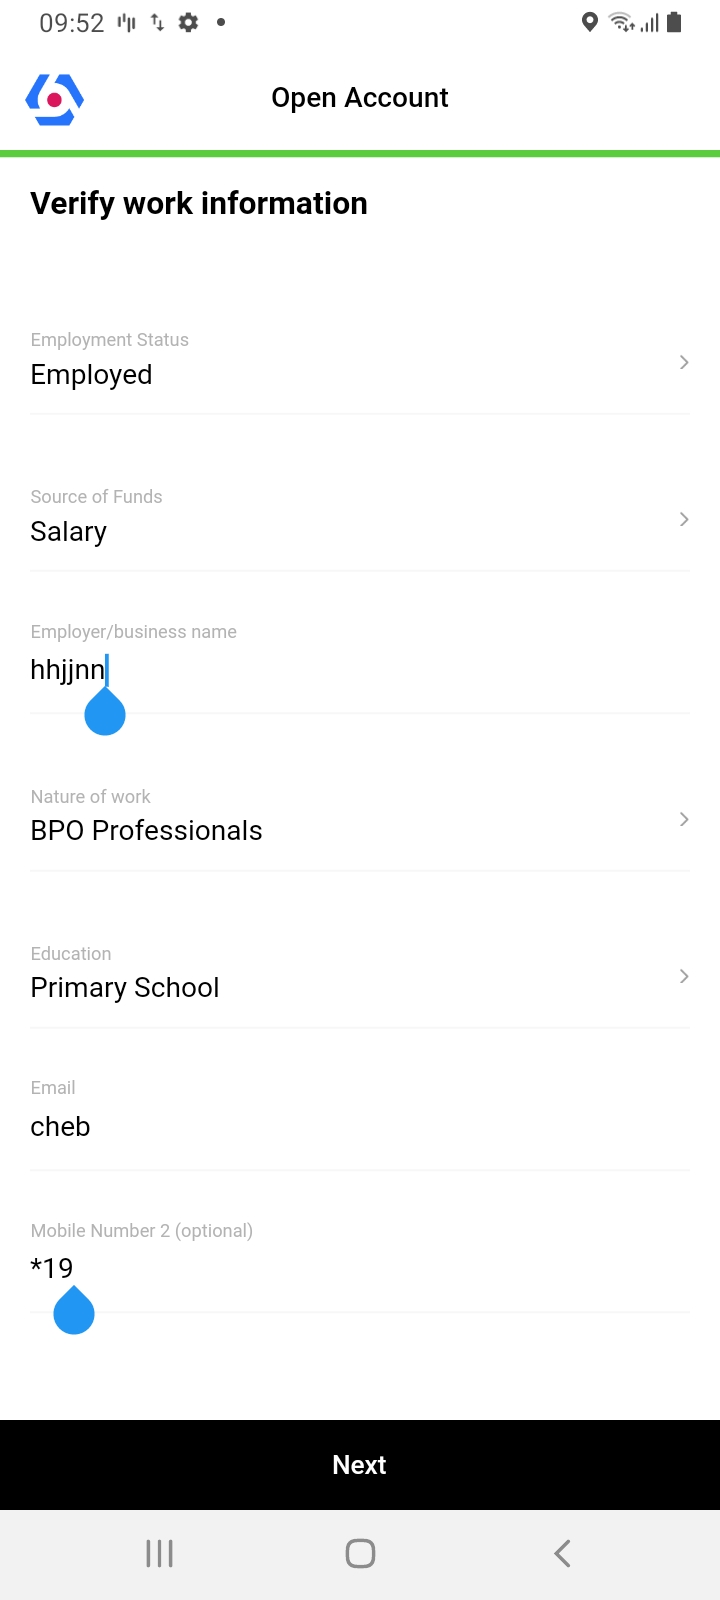 09:52
Open Account
Verify work information
Employment Status
Employed
Source of Funds
Salary
Employer/business name
hhjjnn
Nature of work
BPO Professionals
Education
Primary School
Email
cheb
Mobile Number 2 (optional)
*19
Next